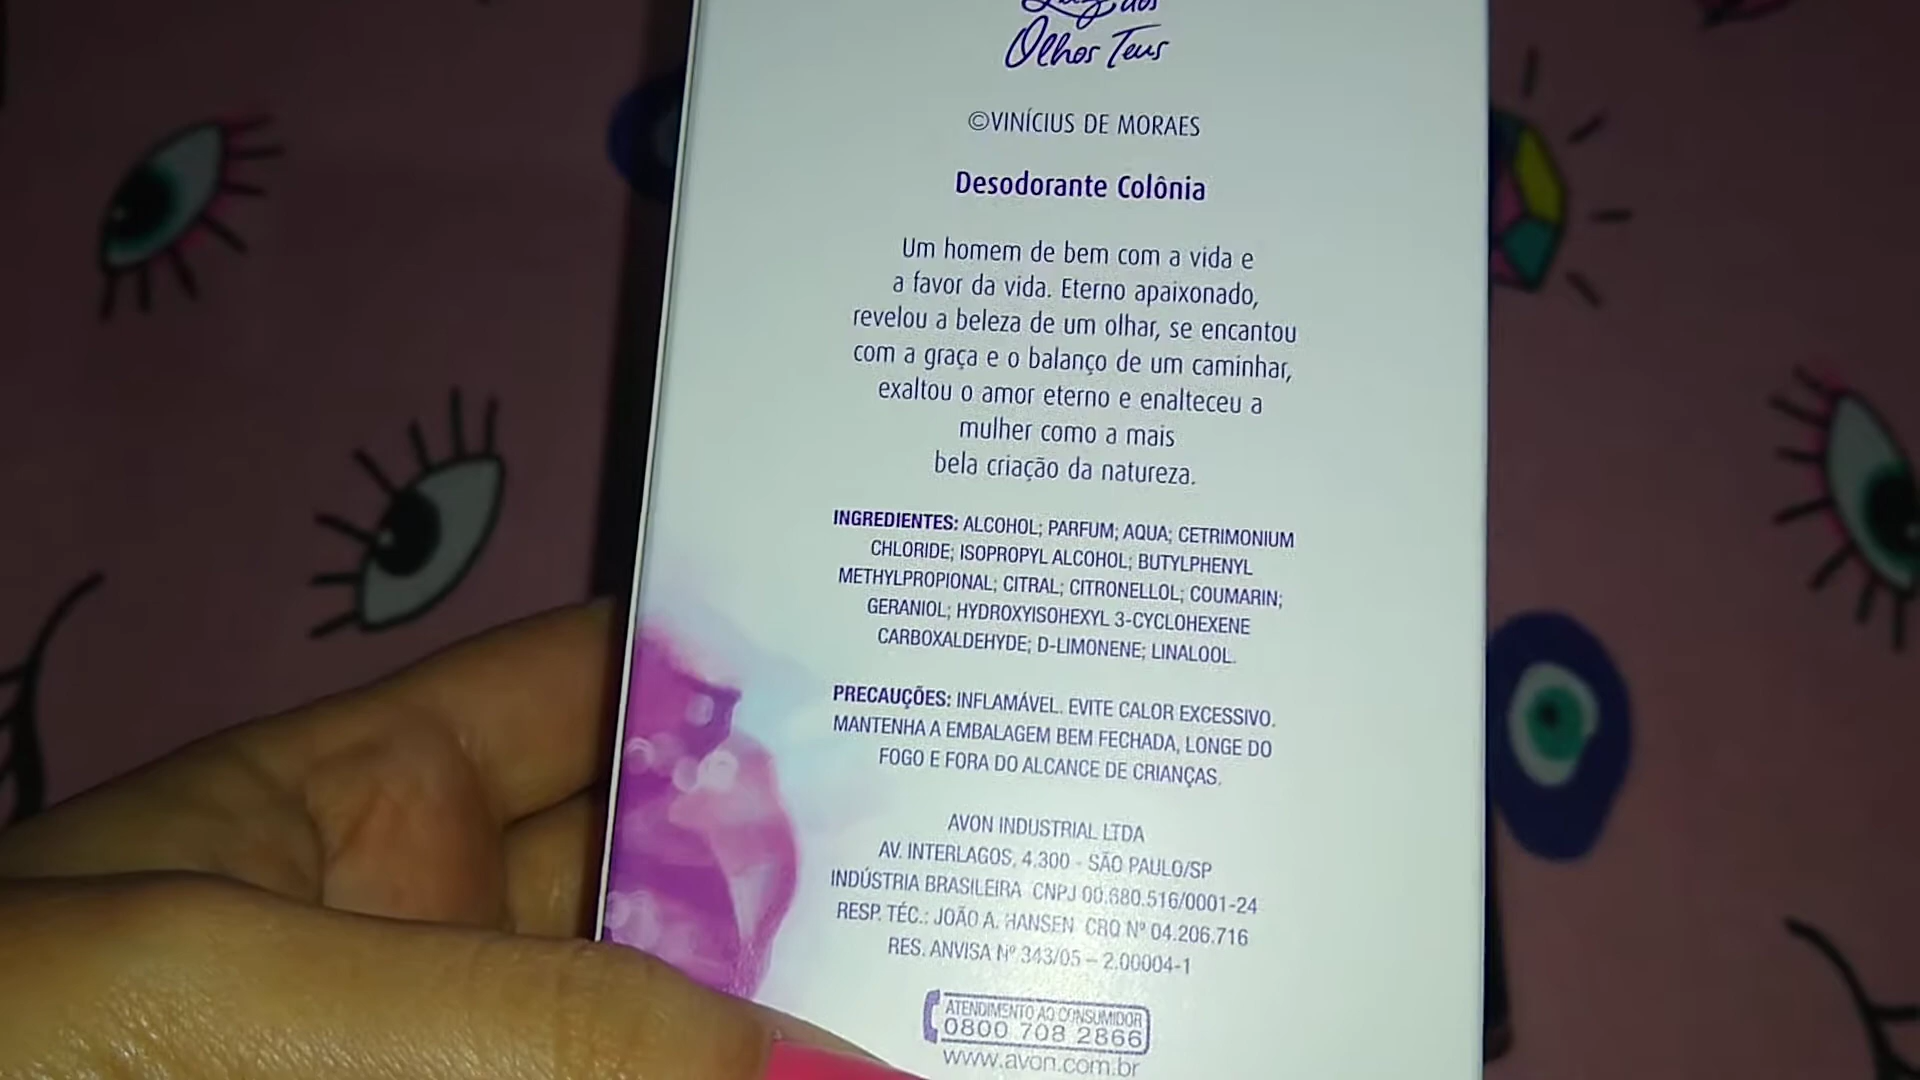 Luz dos
Olhos Teus
©VINÍCIUS DE MORAES
Desodorante Colônia
Um homem de bem com a vida e
a favor da vida. Eterno apaixonado,
revelou a beleza de um olhar, se encantou
com a graça e o balanço de um caminhar,
exaltou o amor eterno e enalteceu a
mulher como a mais
bela criação da natureza.
INGREDIENTES: ALCOHOL; PARFUM; AQUA; CETRIMONIUM
CHLORIDE; ISOPROPYL ALCOHOL; BUTYLPHENYL
METHYLPROPIONAL; CITRAL; CITRONELLOL; COUMARIN;
GERANIOL; HYDROXYISOHEXYL 3-CYCLOHEXENE
CARBOXALDEHYDE; D-LIMONENE; LINALOOL.
PRECAUÇÕES: INFLAMÁVEL. EVITE CALOR EXCESSIVO.
MANTENHA A EMBALAGEM BEM FECHADA, LONGE DO
FOGO E FORA DO ALCANCE DE CRIANÇAS.
AVON INDUSTRIAL LTDA
AV. INTERLAGOS, 4.300 - SÃO PAULO/SP
INDÚSTRIA BRASILEIRA CNPJ 00.680.516/0001-24
RESP. TÉC.: JOÃO A. HANSEN CRQ Nº 04.206.716
RES. ANVISA Nº 343/05 – 2.00004-1
ATENDIMENTO AO CONSUMIDOR
0800 708 2866
www.avon.com.br